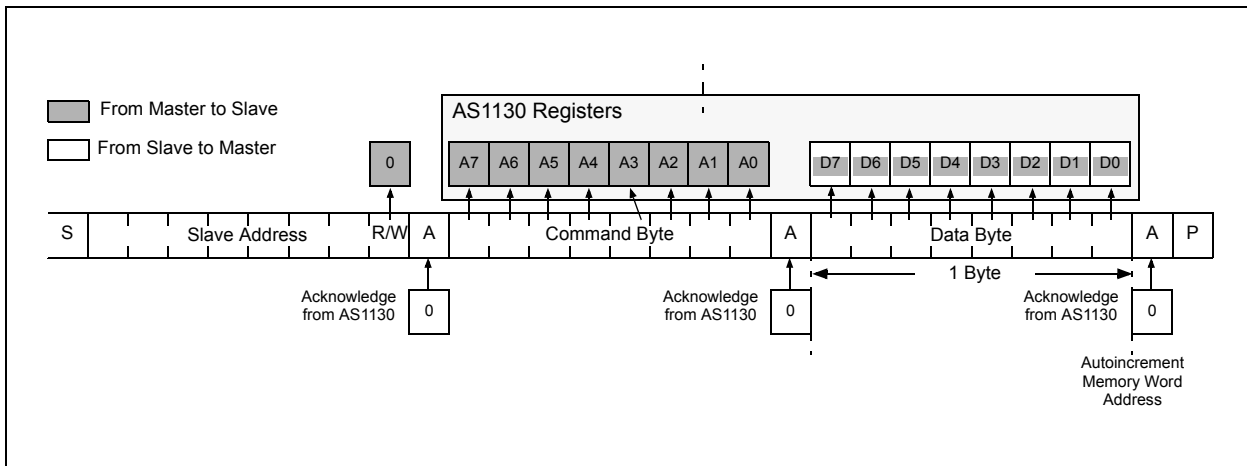 From Master to Slave
From Slave to Master
AS1130 Registers
0 A7 A6 A5 A4 A3 A2 A1 A0 D7 D6 D5 D4 D3 D2 D1 D0
S Slave Address R/W A Command Byte A Data Byte A P
1 Byte
Acknowledge
from AS1130
0
Acknowledge
from AS1130
0
Acknowledge
from AS1130
0
Autoincrement
Memory Word
Address